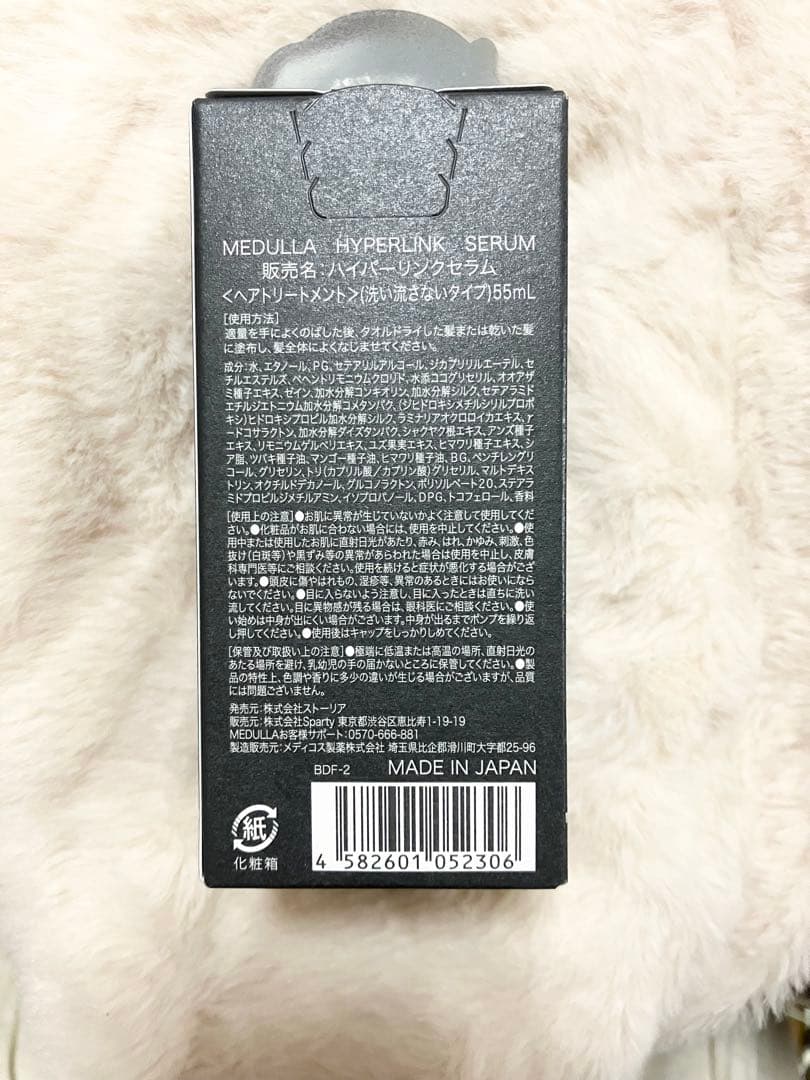 MEDULLA HYPERLINK SERUM
販売名：ハイパーリンクセラム
＜ヘアトリートメント＞(洗い流さないタイプ)55mL
[使用方法]
適量を手によくのばした後、タオルドライした髪または乾いた髪
に塗布し、髪全体によくなじませてください。
成分：水、エタノール、PG、セテアリルアルコール、ジカプリリルエーテル、セ
チルエステルズ、ベヘントリモニウムクロリド、水添ココグリセリル、オオアザ
ミ種子エキス、ゼイン、加水分解コンキオリン、加水分解シルク、セテアラミド
エチルジエトニウム加水分解コメタンパク、(ジヒドロキシメチルシリルプロポ
キシ)ヒドロキシプロピル加水分解シルク、ラミナリアオクロロイカエキス、γ
ードコサラクトン、加水分解ダイズタンパク、シャクヤク根エキス、アンズ種子
エキス、リモニウムゲルベリエキス、ユズ果実エキス、ヒマワリ種子エキス、シ
ア脂、ツバキ種子油、マンゴー種子油、ヒマワリ種子油、BG、ペンチレングリ
コール、グリセリン、トリ(カプリル酸／カプリン酸)グリセリル、マルトデキス
トリン、オクチルドデカノール、グルコノラクトン、ポリソルベート20、ステアラ
ミドプロピルジメチルアミン、イソプロパノール、DPG、トコフェロール、香料
[使用上の注意]●お肌に異常が生じていないかよく注意して使用してくだ
さい。●化粧品がお肌に合わない場合には、使用を中止してください。●使
用中または使用したお肌に直射日光があたり、赤み、はれ、かゆみ、刺激、色
抜け(白斑等)や黒ずみ等の異常があらわれた場合は使用を中止し、皮膚
科専門医等にご相談ください。使用を続けると症状が悪化する場合がござい
ます。●頭皮に傷やはれもの、湿疹等、異常のあるときにはお使いになら
ないでください。●目に入らないよう注意し、目に入ったときは直ちに洗い
流してください。目に異物感が残る場合は、眼科医にご相談ください。●使
い始めは中身が出にくい場合がございます。中身が出るまでポンプを繰り返
し押してください。●使用後はキャップをしっかりしめてください。
[保管及び取扱い上の注意]●極端に低温または高温の場所、直射日光の
あたる場所を避け、乳幼児の手の届かないところに保管してください。●製
品の特性上、色調や香りに多少の違いが生じる場合がございますが、品質
には問題ございません。
発売元：株式会社ストーリア
販売元：株式会社Sparty 東京都渋谷区恵比寿1-19-19
MEDULLAお客様サポート：0570-666-881
製造販売元：メディコス製薬株式会社 埼玉県比企郡滑川町大字都25-96
BDF-2 MADE IN JAPAN
紙
化粧箱
4 582601 052306